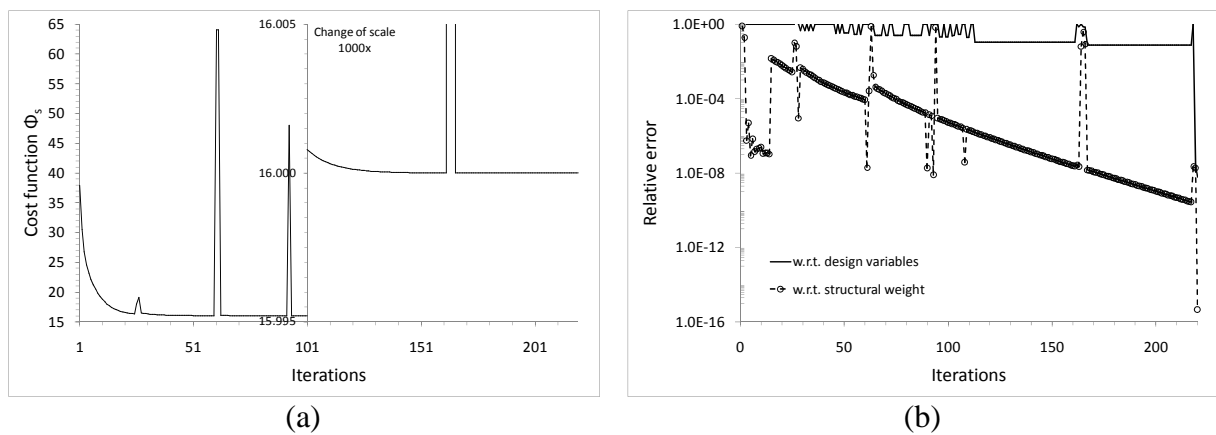 65
60
55
50
45
40
35
30
25
20
15
Cost function Φs
16.005
16.000
15.995
Change of scale
1000x
1
51
101
151
201
Iterations
(a)
1.0E+00
1.0E-04
1.0E-08
1.0E-12
1.0E-16
Relative error
w.r.t. design variables
w.r.t. structural weight
0
50
100
150
200
Iterations
(b)